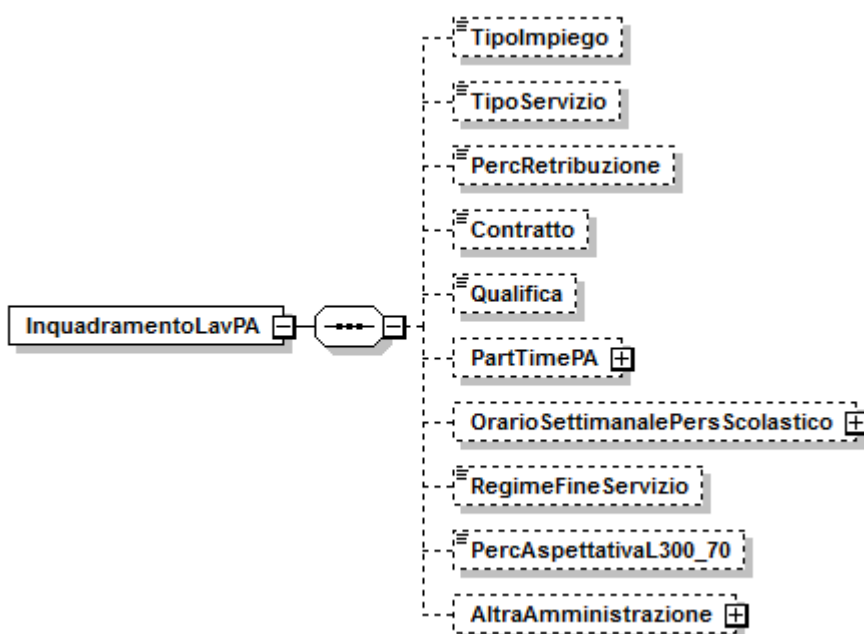 TipoImpiego
TipoServizio
PercRetribuzione
Contratto
Qualifica
InquadramentoLavPA
PartTimePA
OrarioSettimanalePersScolastico
RegimeFineServizio
PercAspettativaL300_70
AltraAmministrazione